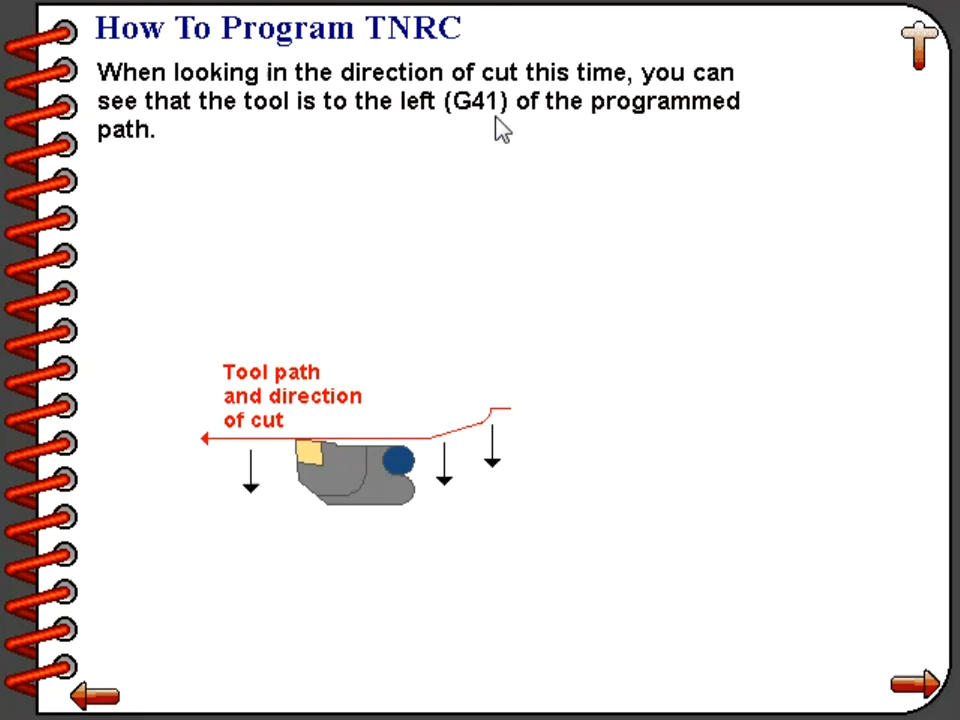 How To Program TNRC
When looking in the direction of cut this time, you can
see that the tool is to the left (G41) of the programmed
path.
Tool path
and direction
of cut